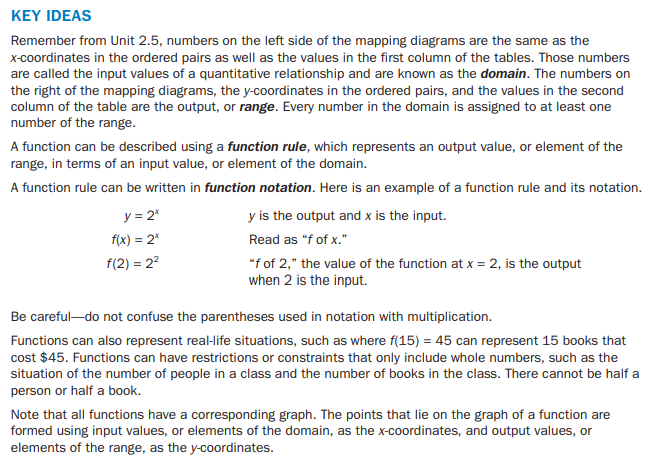 KEY IDEAS
Remember from Unit 2.5, numbers on the left side of the mapping diagrams are the same as the
x-coordinates in the ordered pairs as well as the values in the first column of the tables. Those numbers
are called the input values of a quantitative relationship and are known as the domain. The numbers on
the right of the mapping diagrams, the y-coordinates in the ordered pairs, and the values in the second
column of the table are the output, or range. Every number in the domain is assigned to at least one
number of the range.
A function can be described using a function rule, which represents an output value, or element of the
range, in terms of an input value, or element of the domain.
A function rule can be written in function notation. Here is an example of a function rule and its notation.
y = 2ˣ y is the output and x is the input.
f(x) = 2ˣ Read as “f of x.”
f(2) = 2² “f of 2,” the value of the function at x = 2, is the output
when 2 is the input.
Be careful—do not confuse the parentheses used in notation with multiplication.
Functions can also represent real-life situations, such as where f(15) = 45 can represent 15 books that
cost $45. Functions can have restrictions or constraints that only include whole numbers, such as the
situation of the number of people in a class and the number of books in the class. There cannot be half a
person or half a book.
Note that all functions have a corresponding graph. The points that lie on the graph of a function are
formed using input values, or elements of the domain, as the x-coordinates, and output values, or
elements of the range, as the y-coordinates.